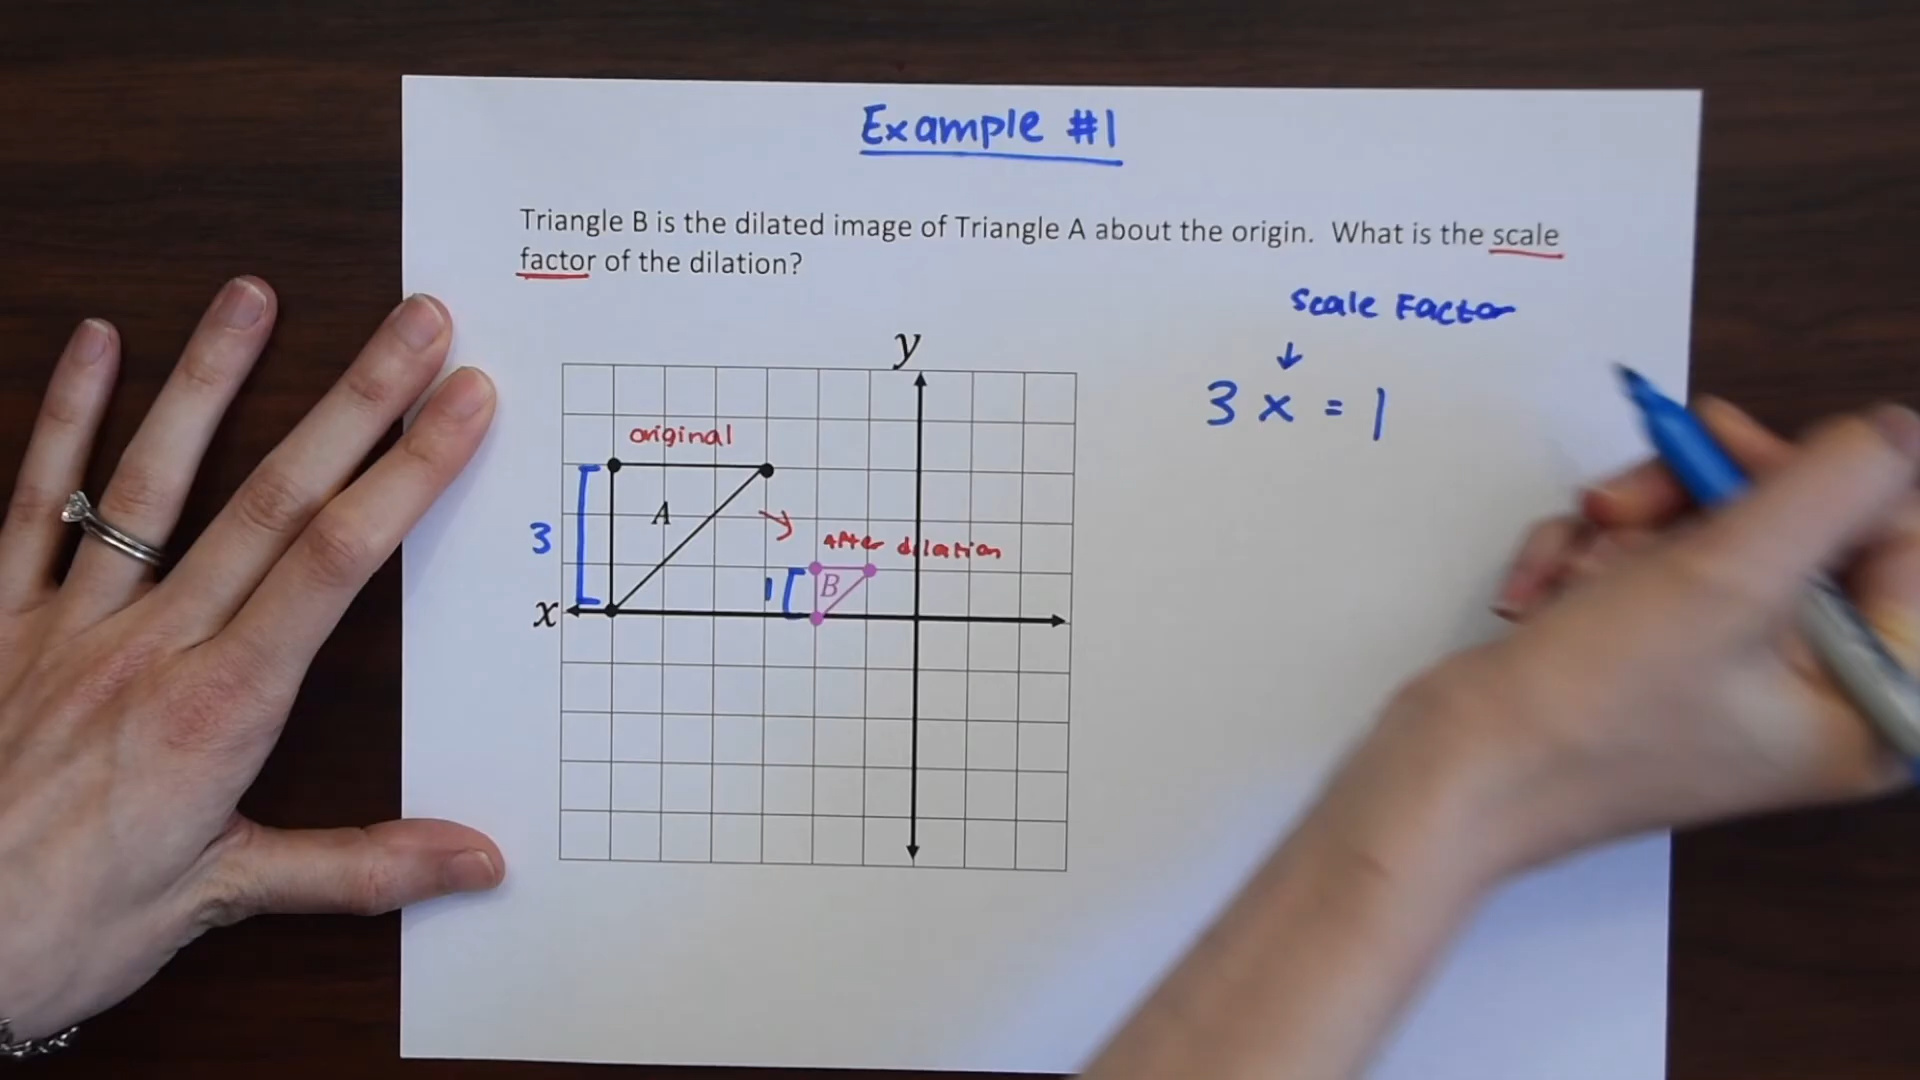 Example #1
Triangle B is the dilated image of Triangle A about the origin. What is the scale
factor of the dilation?
Scale Factor
↓
3 x = 1
y
original
A
3
After dilation
1
B
x